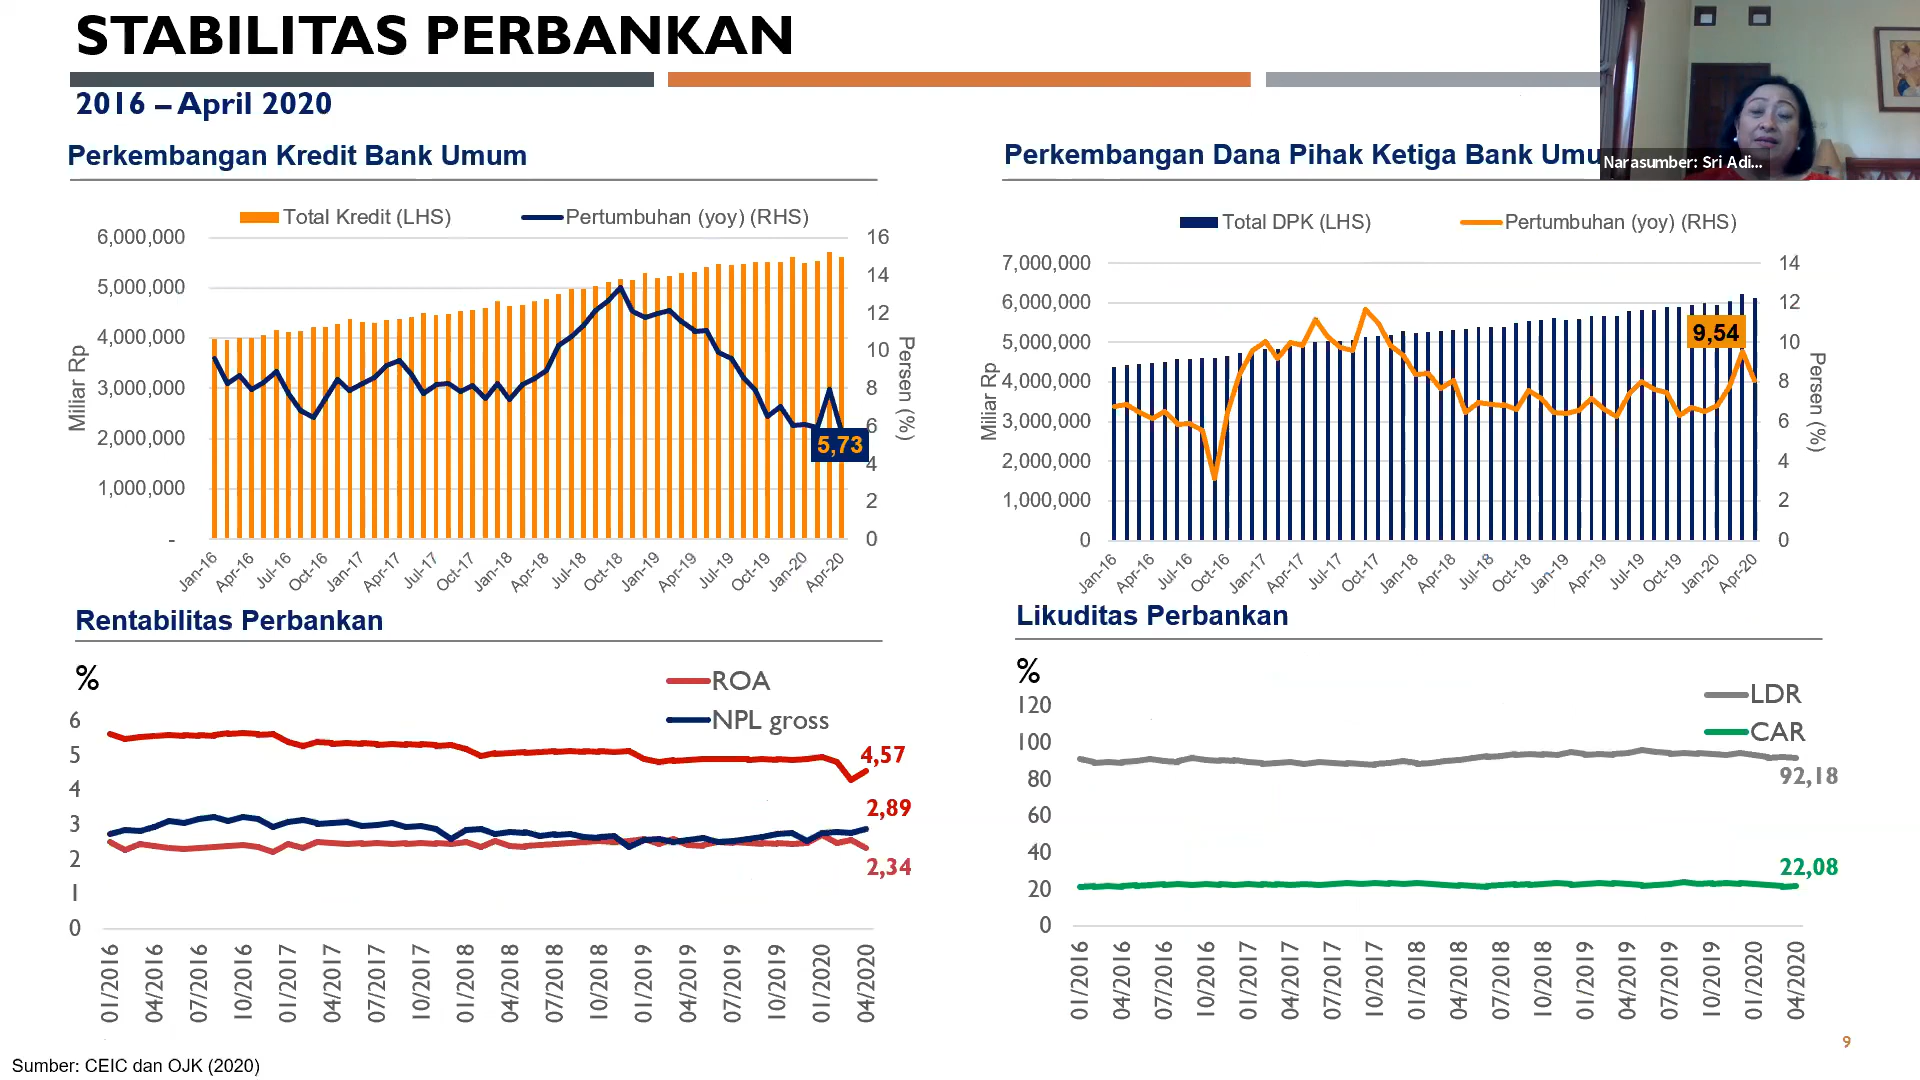 STABILITAS PERBANKAN
2016 – April 2020
Narasumber: Sri Adi...
Perkembangan Kredit Bank Umum
Total Kredit (LHS) Pertumbuhan (yoy) (RHS)
6,000,000
5,000,000
4,000,000
3,000,000
2,000,000
1,000,000
-
Miliar Rp
16
14
12
10
8
6
4
2
0
Persen (%)
5,73
Jan-16 Apr-16 Jul-16 Oct-16 Jan-17 Apr-17 Jul-17 Oct-17 Jan-18 Apr-18 Jul-18 Oct-18 Jan-19 Apr-19 Jul-19 Oct-19 Jan-20 Apr-20
Perkembangan Dana Pihak Ketiga Bank Umu
Total DPK (LHS) Pertumbuhan (yoy) (RHS)
7,000,000
6,000,000
5,000,000
4,000,000
3,000,000
2,000,000
1,000,000
0
Miliar Rp
14
12
10
8
6
4
2
0
Persen (%)
9,54
Jan-16 Apr-16 Jul-16 Oct-16 Jan-17 Apr-17 Jul-17 Oct-17 Jan-18 Apr-18 Jul-18 Oct-18 Jan-19 Apr-19 Jul-19 Oct-19 Jan-20 Apr-20
Rentabilitas Perbankan
%
ROA
NPL gross
6
5
4
3
2
1
0
4,57
2,89
2,34
01/2016 04/2016 07/2016 10/2016 01/2017 04/2017 07/2017 10/2017 01/2018 04/2018 07/2018 10/2018 01/2019 04/2019 07/2019 10/2019 01/2020 04/2020
Likuditas Perbankan
%
LDR
CAR
120
100
80
60
40
20
0
92,18
22,08
01/2016 04/2016 07/2016 10/2016 01/2017 04/2017 07/2017 10/2017 01/2018 04/2018 07/2018 10/2018 01/2019 04/2019 07/2019 10/2019 01/2020 04/2020
9
Sumber: CEIC dan OJK (2020)